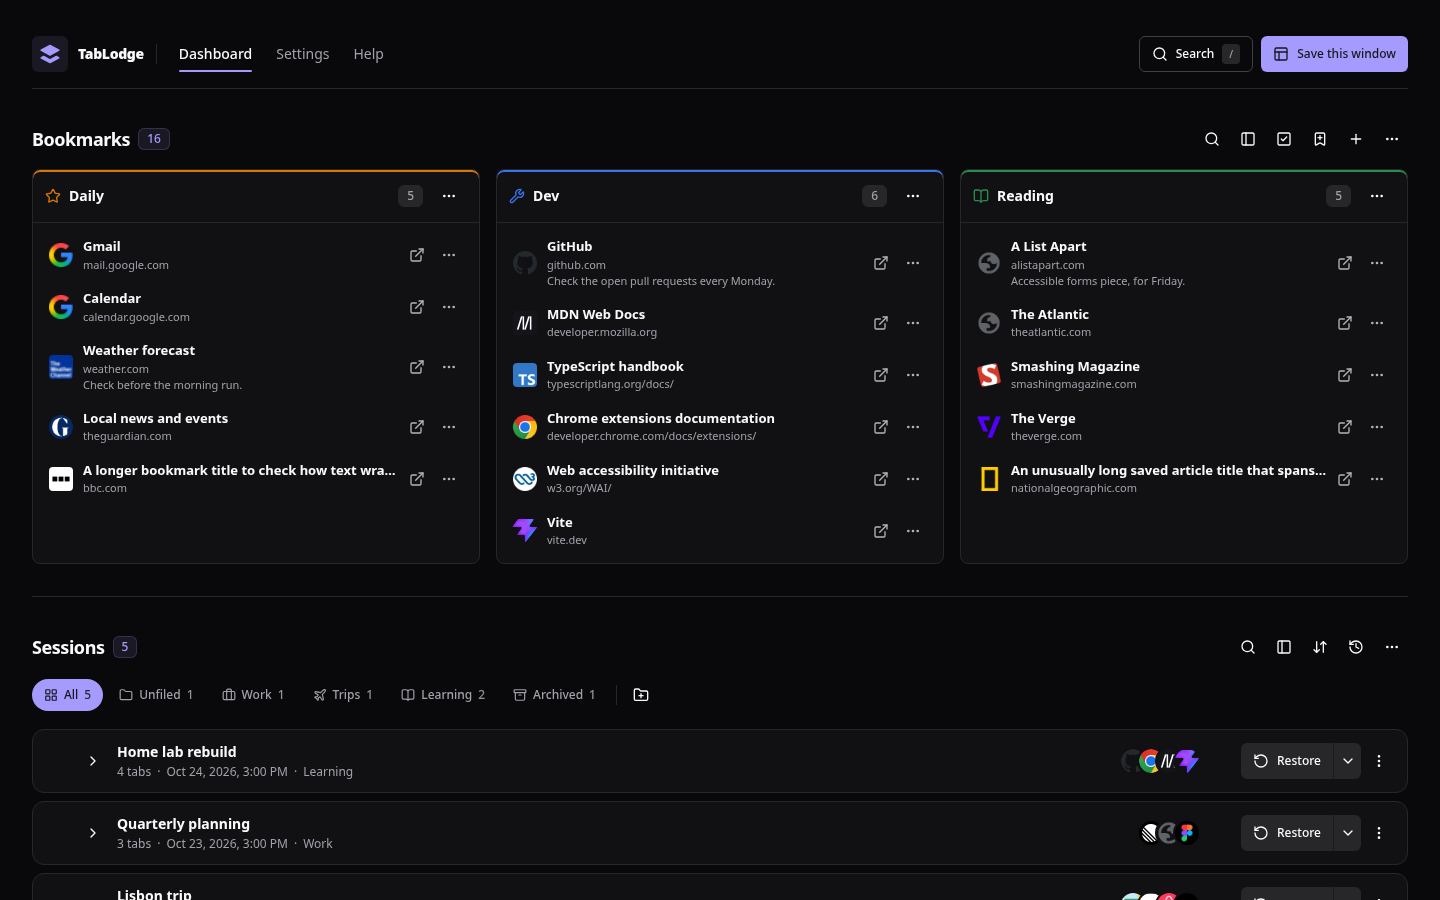 TabLodge
Dashboard
Settings
Help
Search /
Save this window
Bookmarks 16
Daily 5
Gmail
mail.google.com
Calendar
calendar.google.com
Weather forecast
weather.com
Check before the morning run.
Local news and events
theguardian.com
A longer bookmark title to check how text wra...
bbc.com
Dev 6
GitHub
github.com
Check the open pull requests every Monday.
MDN Web Docs
developer.mozilla.org
TS
TypeScript handbook
typescriptlang.org/docs/
Chrome extensions documentation
developer.chrome.com/docs/extensions/
Web accessibility initiative
w3.org/WAI/
Vite
vite.dev
Reading 5
A List Apart
alistapart.com
Accessible forms piece, for Friday.
The Atlantic
theatlantic.com
Smashing Magazine
smashingmagazine.com
The Verge
theverge.com
An unusually long saved article title that spans...
nationalgeographic.com
Sessions 5
All 5
Unfiled 1
Work 1
Trips 1
Learning 2
Archived 1
Home lab rebuild
4 tabs · Oct 24, 2026, 3:00 PM · Learning
Restore
Quarterly planning
3 tabs · Oct 23, 2026, 3:00 PM · Work
Restore
Lisbon trip